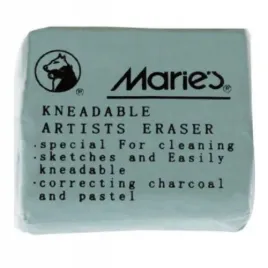 Marie's
KNEADABLE
ARTISTS ERASER
·special For cleaning
·sketches and Easily
kneadable
·correcting charcoal
and pastel